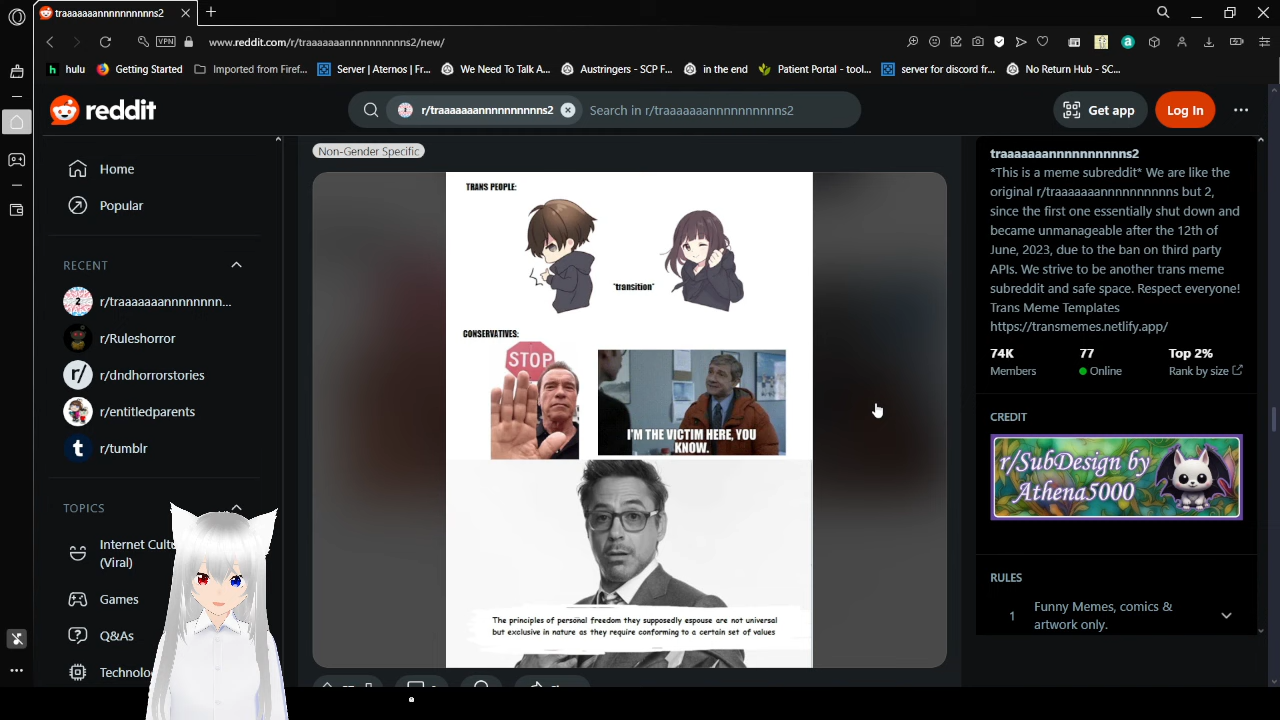 traaaaaaannnnnnnnnns2
VPN
www.reddit.com/r/traaaaaaannnnnnnnnns2/new/
hulu
Getting Started
Imported from Firef...
Server | Aternos | Fr...
We Need To Talk A...
Austringers - SCP F...
in the end
Patient Portal - tool...
server for discord fr...
No Return Hub - SC...
reddit
r/traaaaaaannnnnnnnnns2
Search in r/traaaaaaannnnnnnnnns2
Get app
Log In
Home
Popular
RECENT
r/traaaaaaannnnnnn...
r/Ruleshorror
r/dndhorrorstories
r/entitledparents
r/tumblr
TOPICS
Internet Cult
(Viral)
Games
Q&As
Technolo
Non-Gender Specific
TRANS PEOPLE:
*transition*
CONSERVATIVES:
STOP
I'M THE VICTIM HERE, YOU
KNOW.
The principles of personal freedom they supposedly espouse are not universal
but exclusive in nature as they require conforming to a certain set of values
traaaaaaannnnnnnnnns2
*This is a meme subreddit* We are like the
original r/traaaaaaannnnnnnnnns but 2,
since the first one essentially shut down and
became unmanageable after the 12th of
June, 2023, due to the ban on third party
APIs. We strive to be another trans meme
subreddit and safe space. Respect everyone!
Trans Meme Templates
https://transmemes.netlify.app/
74K
Members
77
Online
Top 2%
Rank by size
CREDIT
r/SubDesign by
Athena5000
RULES
1
Funny Memes, comics &
artwork only.